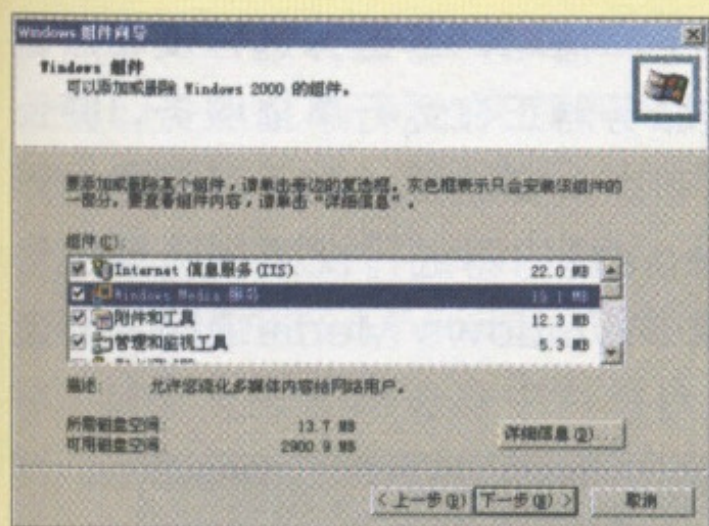 Windows 组件向导
Windows 组件
可以添加或删除 Windows 2000 的组件。
要添加或删除某个组件，请单击旁边的复选框。灰色框表示只会安装该组件的
一部分。要查看组件内容，请单击“详细信息”。
组件(C):
Internet 信息服务(IIS) 22.0 MB
Windows Media 服务 19.1 MB
附件和工具 12.3 MB
管理和监视工具 5.3 MB
描述: 允许您流化多媒体内容给网络用户。
所需磁盘空间: 13.7 MB
可用磁盘空间: 2900.9 MB
详细信息(D)...
< 上一步(B) 下一步(N) > 取消